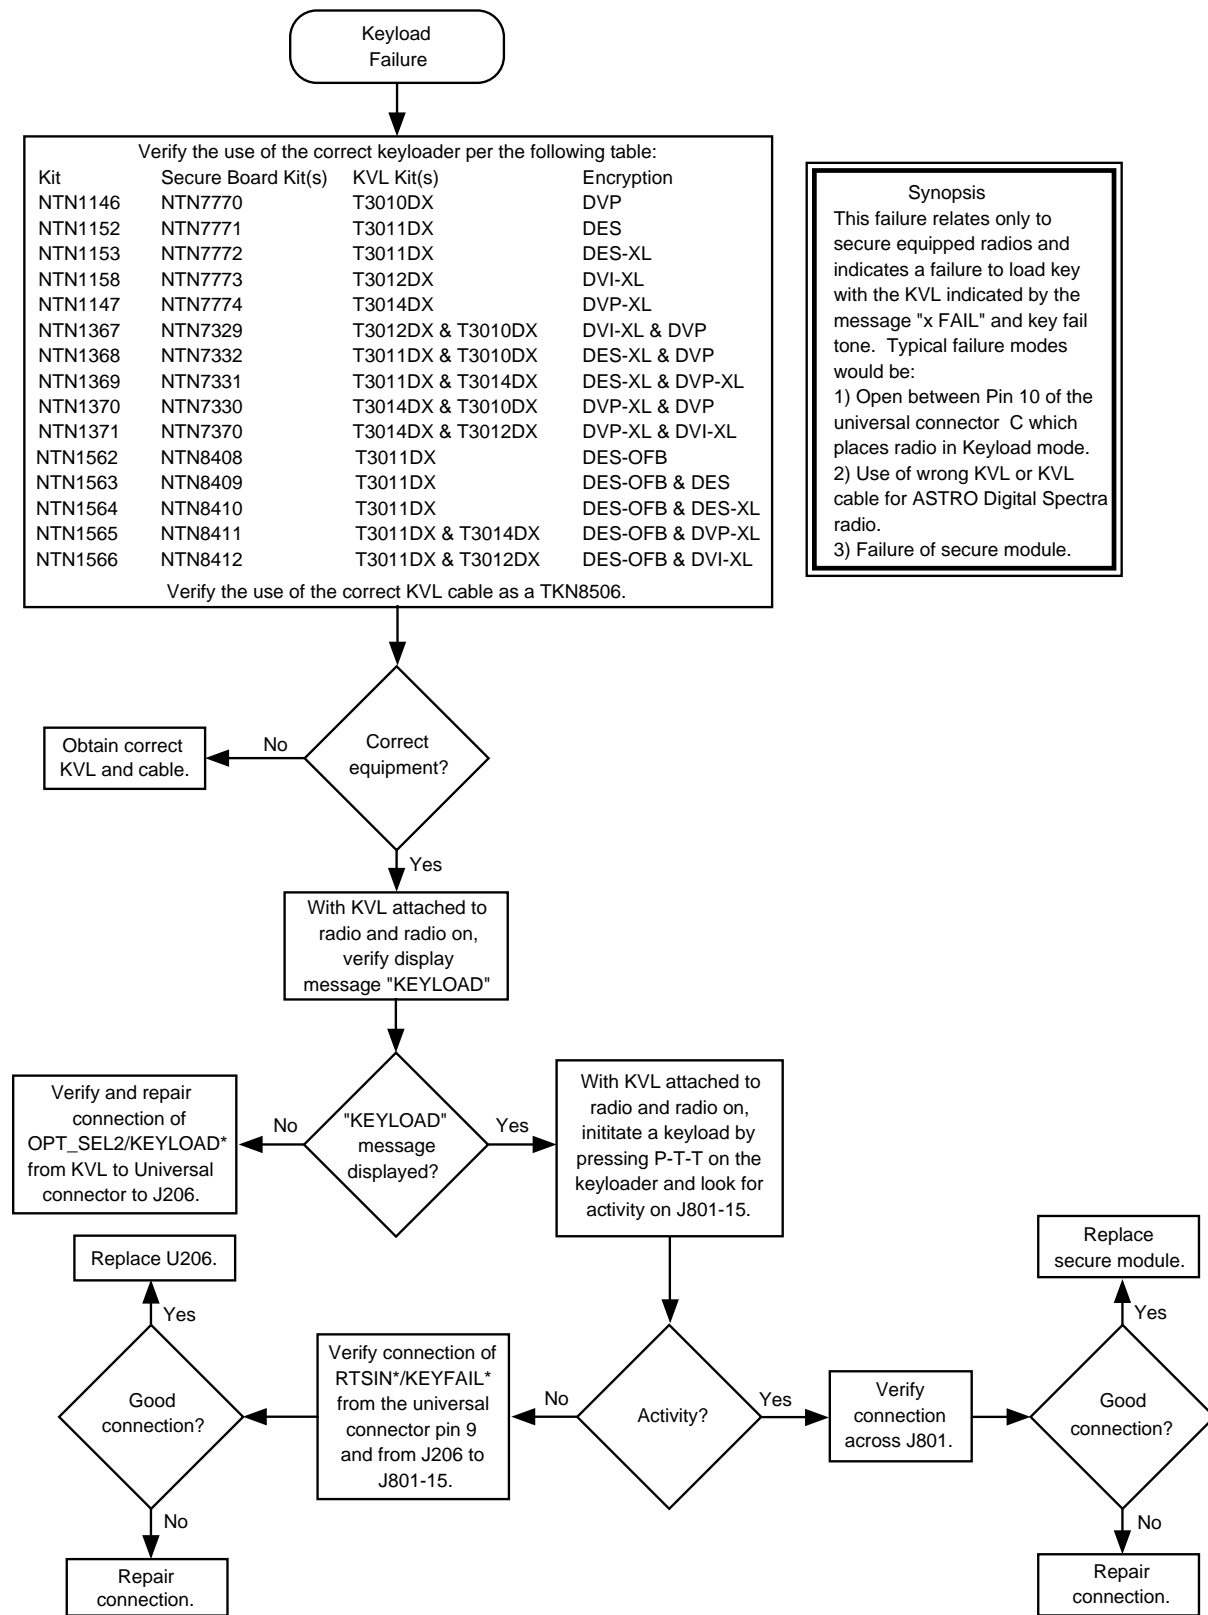 Keyload
Failure
Verify the use of the correct keyloader per the following table:
Kit Secure Board Kit(s) KVL Kit(s) Encryption
NTN1146 NTN7770 T3010DX DVP
NTN1152 NTN7771 T3011DX DES
NTN1153 NTN7772 T3011DX DES-XL
NTN1158 NTN7773 T3012DX DVI-XL
NTN1147 NTN7774 T3014DX DVP-XL
NTN1367 NTN7329 T3012DX & T3010DX DVI-XL & DVP
NTN1368 NTN7332 T3011DX & T3010DX DES-XL & DVP
NTN1369 NTN7331 T3011DX & T3014DX DES-XL & DVP-XL
NTN1370 NTN7330 T3014DX & T3010DX DVP-XL & DVP
NTN1371 NTN7370 T3014DX & T3012DX DVP-XL & DVI-XL
NTN1562 NTN8408 T3011DX DES-OFB
NTN1563 NTN8409 T3011DX DES-OFB & DES
NTN1564 NTN8410 T3011DX DES-OFB & DES-XL
NTN1565 NTN8411 T3011DX & T3014DX DES-OFB & DVP-XL
NTN1566 NTN8412 T3011DX & T3012DX DES-OFB & DVI-XL
Verify the use of the correct KVL cable as a TKN8506.
Synopsis
This failure relates only to
secure equipped radios and
indicates a failure to load key
with the KVL indicated by the
message "x FAIL" and key fail
tone. Typical failure modes
would be:
1) Open between Pin 10 of the
universal connector C which
places radio in Keyload mode.
2) Use of wrong KVL or KVL
cable for ASTRO Digital Spectra
radio.
3) Failure of secure module.
Correct
equipment?
No
Obtain correct
KVL and cable.
Yes
With KVL attached to
radio and radio on,
verify display
message "KEYLOAD"
"KEYLOAD"
message
displayed?
No
Verify and repair
connection of
OPT_SEL2/KEYLOAD*
from KVL to Universal
connector to J206.
Yes
With KVL attached to
radio and radio on,
inititate a keyload by
pressing P-T-T on the
keyloader and look for
activity on J801-15.
Activity?
No
Verify connection of
RTSIN*/KEYFAIL*
from the universal
connector pin 9
and from J206 to
J801-15.
Good
connection?
Yes
Replace U206.
No
Repair
connection.
Yes
Verify
connection
across J801.
Good
connection?
Yes
Replace
secure module.
No
Repair
connection.